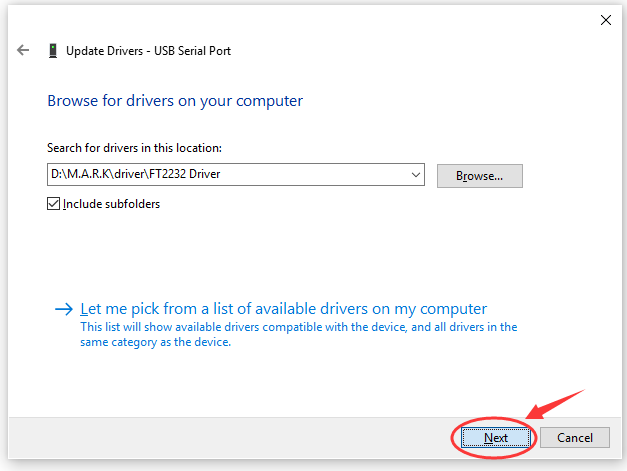 Update Drivers - USB Serial Port
Browse for drivers on your computer
Search for drivers in this location:
D:\M.A.R.K\driver\FT2232 Driver
Browse...
Include subfolders
Let me pick from a list of available drivers on my computer
This list will show available drivers compatible with the device, and all drivers in the
same category as the device.
Next
Cancel